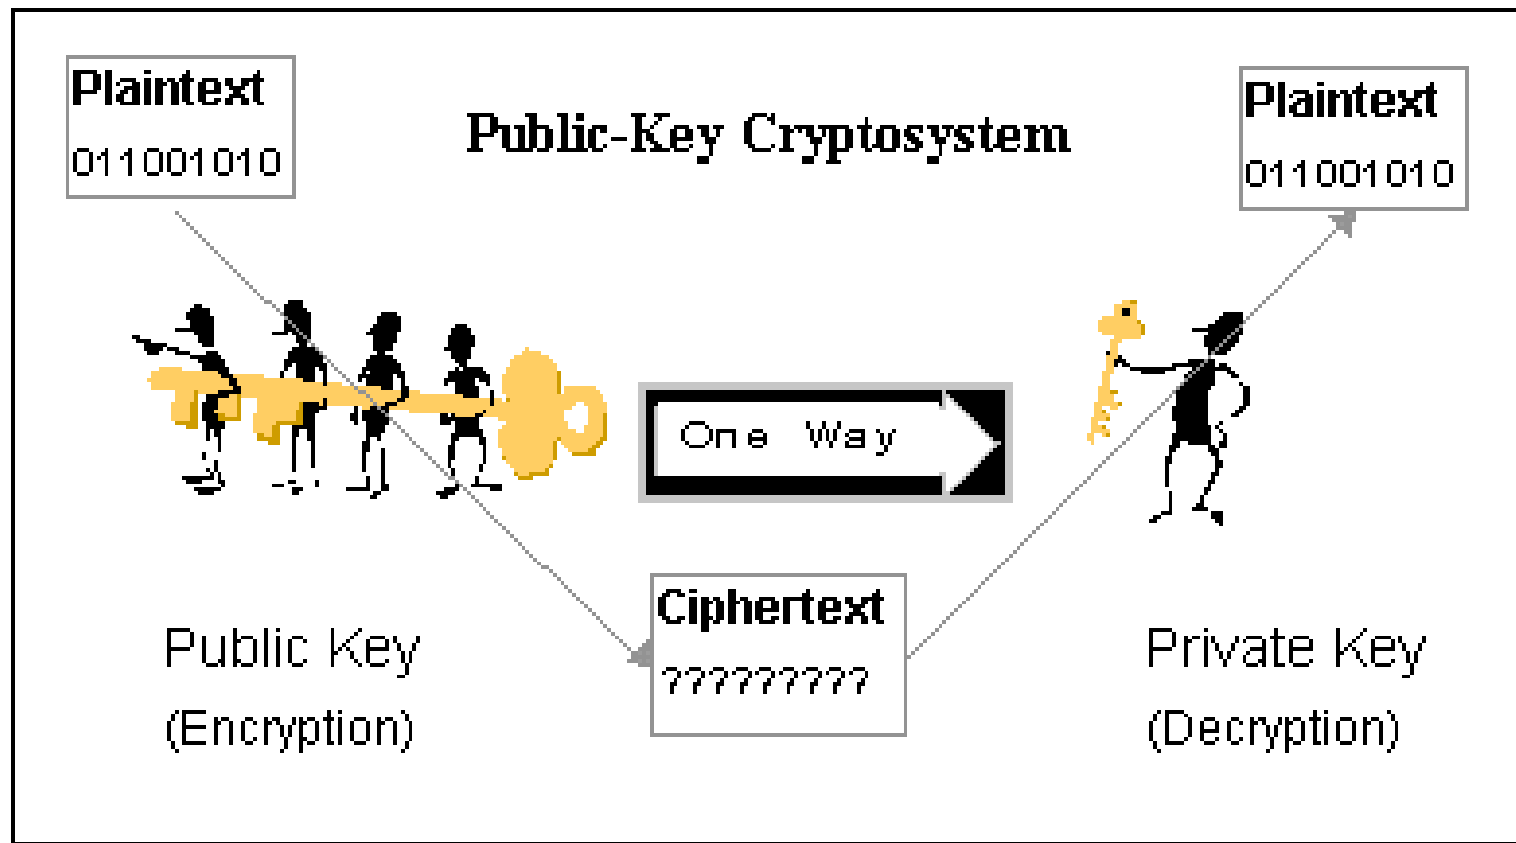 Plaintext
011001010
Public-Key Cryptosystem
Plaintext
011001010
One Way
Ciphertext
?????????
Public Key
(Encryption)
Private Key
(Decryption)